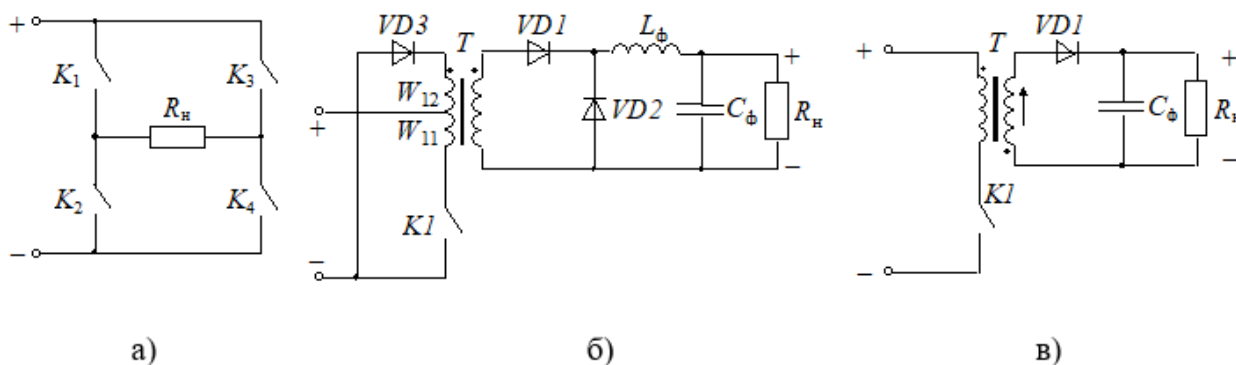 +
K₁
K₃
Rн
K₂
K₄
–
а)
VD3
T
VD1
Lф
W₁₂
+
W₁₁
VD2
Cф
+
Rн
–
K1
–
б)
+
T
VD1
Cф
+
Rн
–
K1
–
в)